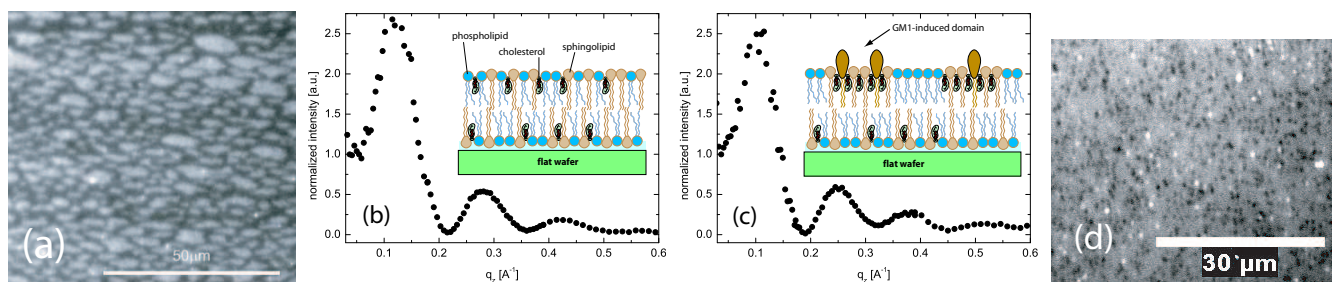 (a)
50µm
normalized intensity [a.u.]
2.5
2.0
1.5
1.0
0.5
0.0
phospholipid
cholesterol
sphingolipid
flat wafer
(b)
0.1 0.2 0.3 0.4 0.5 0.6
q_z [A⁻¹]
normalized intensity [a.u.]
2.5
2.0
1.5
1.0
0.5
0.0
GM1-induced domain
flat wafer
(c)
0.1 0.2 0.3 0.4 0.5 0.6
q_z [A⁻¹]
(d)
30 µm